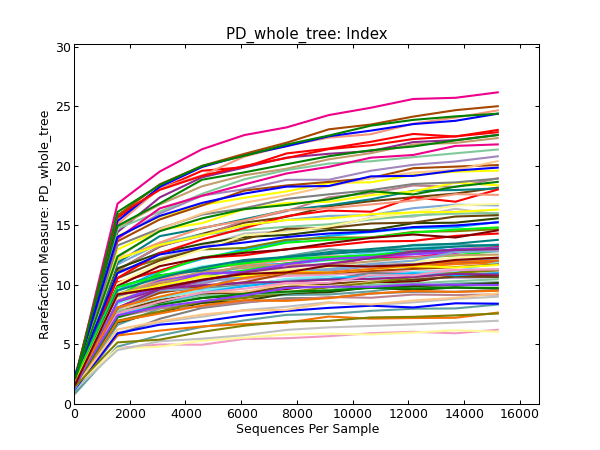 PD_whole_tree: Index
30
25
20
15
10
5
0
Rarefaction Measure: PD_whole_tree
0 2000 4000 6000 8000 10000 12000 14000 16000
Sequences Per Sample